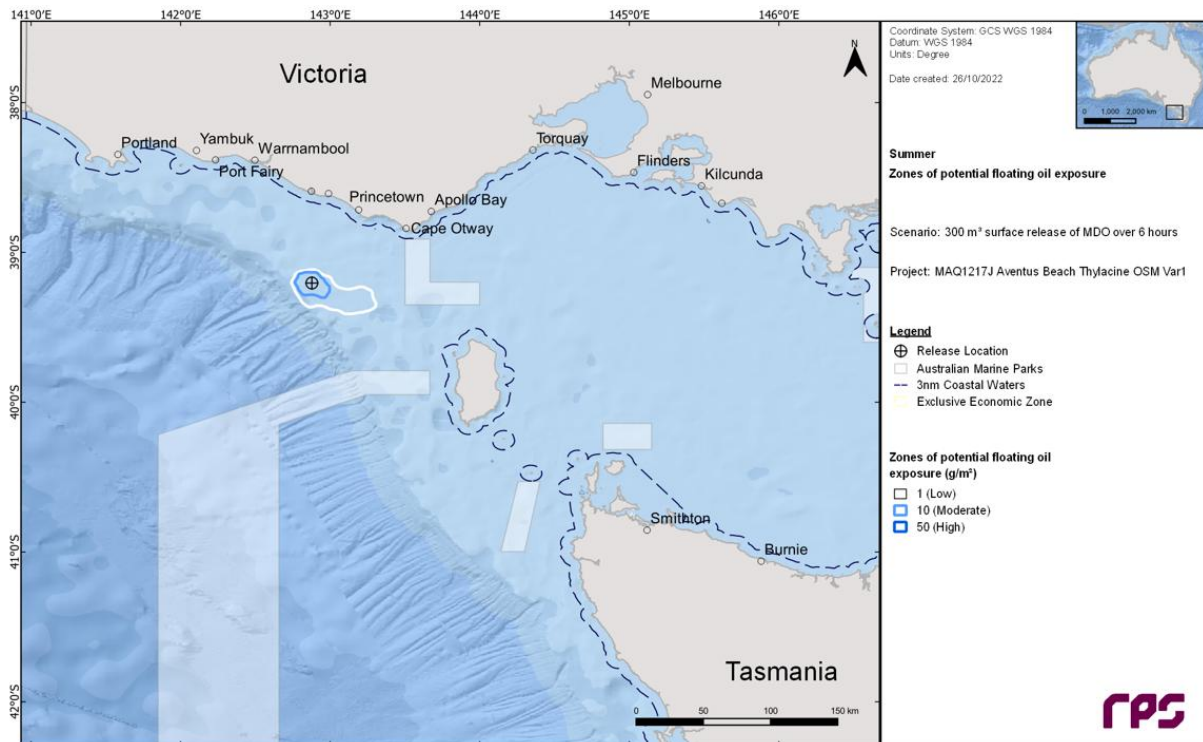 141°0'E 142°0'E 143°0'E 144°0'E 145°0'E 146°0'E
38°0'S
39°0'S
40°0'S
41°0'S
42°0'S
Victoria
Melbourne
Portland
Yambuk
Warrnambool
Port Fairy
Princetown
Apollo Bay
Cape Otway
Torquay
Flinders
Kilcunda
Smithton
Burnie
Tasmania
N
0 50 100 150 km
Coordinate System: GCS WGS 1984
Datum: WGS 1984
Units: Degree
Date created: 26/10/2022
0 1,000 2,000 km
Summer
Zones of potential floating oil exposure
Scenario: 300 m³ surface release of MDO over 6 hours
Project: MAQ1217J Aventus Beach Thylacine OSM Var1
Legend
Release Location
Australian Marine Parks
3nm Coastal Waters
Exclusive Economic Zone
Zones of potential floating oil
exposure (g/m²)
1 (Low)
10 (Moderate)
50 (High)
rps